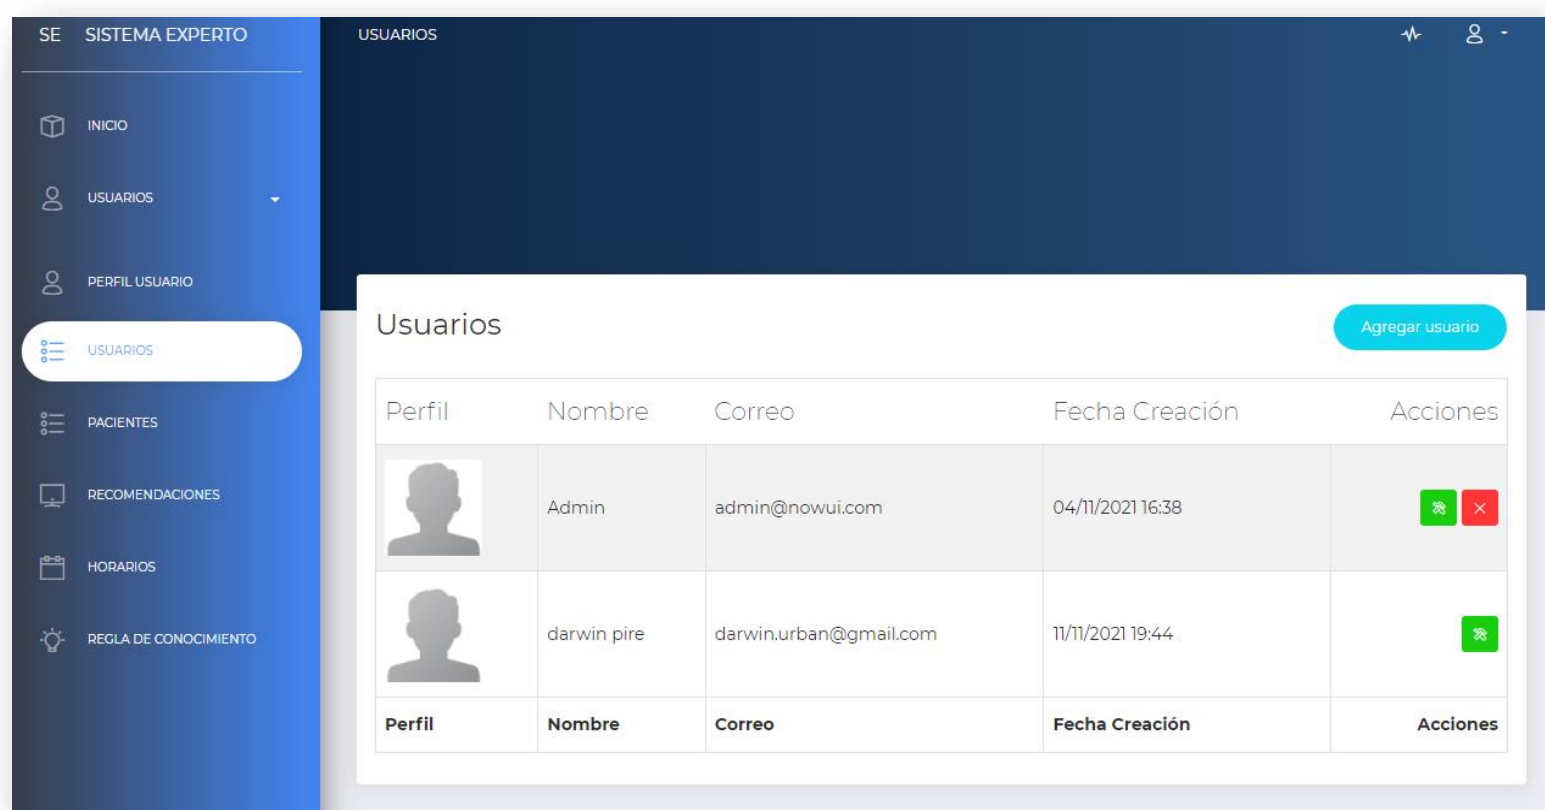 SE SISTEMA EXPERTO
USUARIOS
INICIO
USUARIOS
PERFIL USUARIO
USUARIOS
PACIENTES
RECOMENDACIONES
HORARIOS
REGLA DE CONOCIMIENTO
Usuarios
Agregar usuario
Perfil Nombre Correo Fecha Creación Acciones
Admin admin@nowui.com 04/11/2021 16:38
darwin pire darwin.urban@gmail.com 11/11/2021 19:44
Perfil Nombre Correo Fecha Creación Acciones